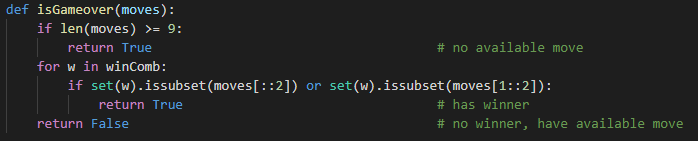 def isGameover(moves):
    if len(moves) >= 9:
        return True                                        # no available move
    for w in winComb:
        if set(w).issubset(moves[::2]) or set(w).issubset(moves[1::2]):
            return True                                    # has winner
    return False                                           # no winner, have available move